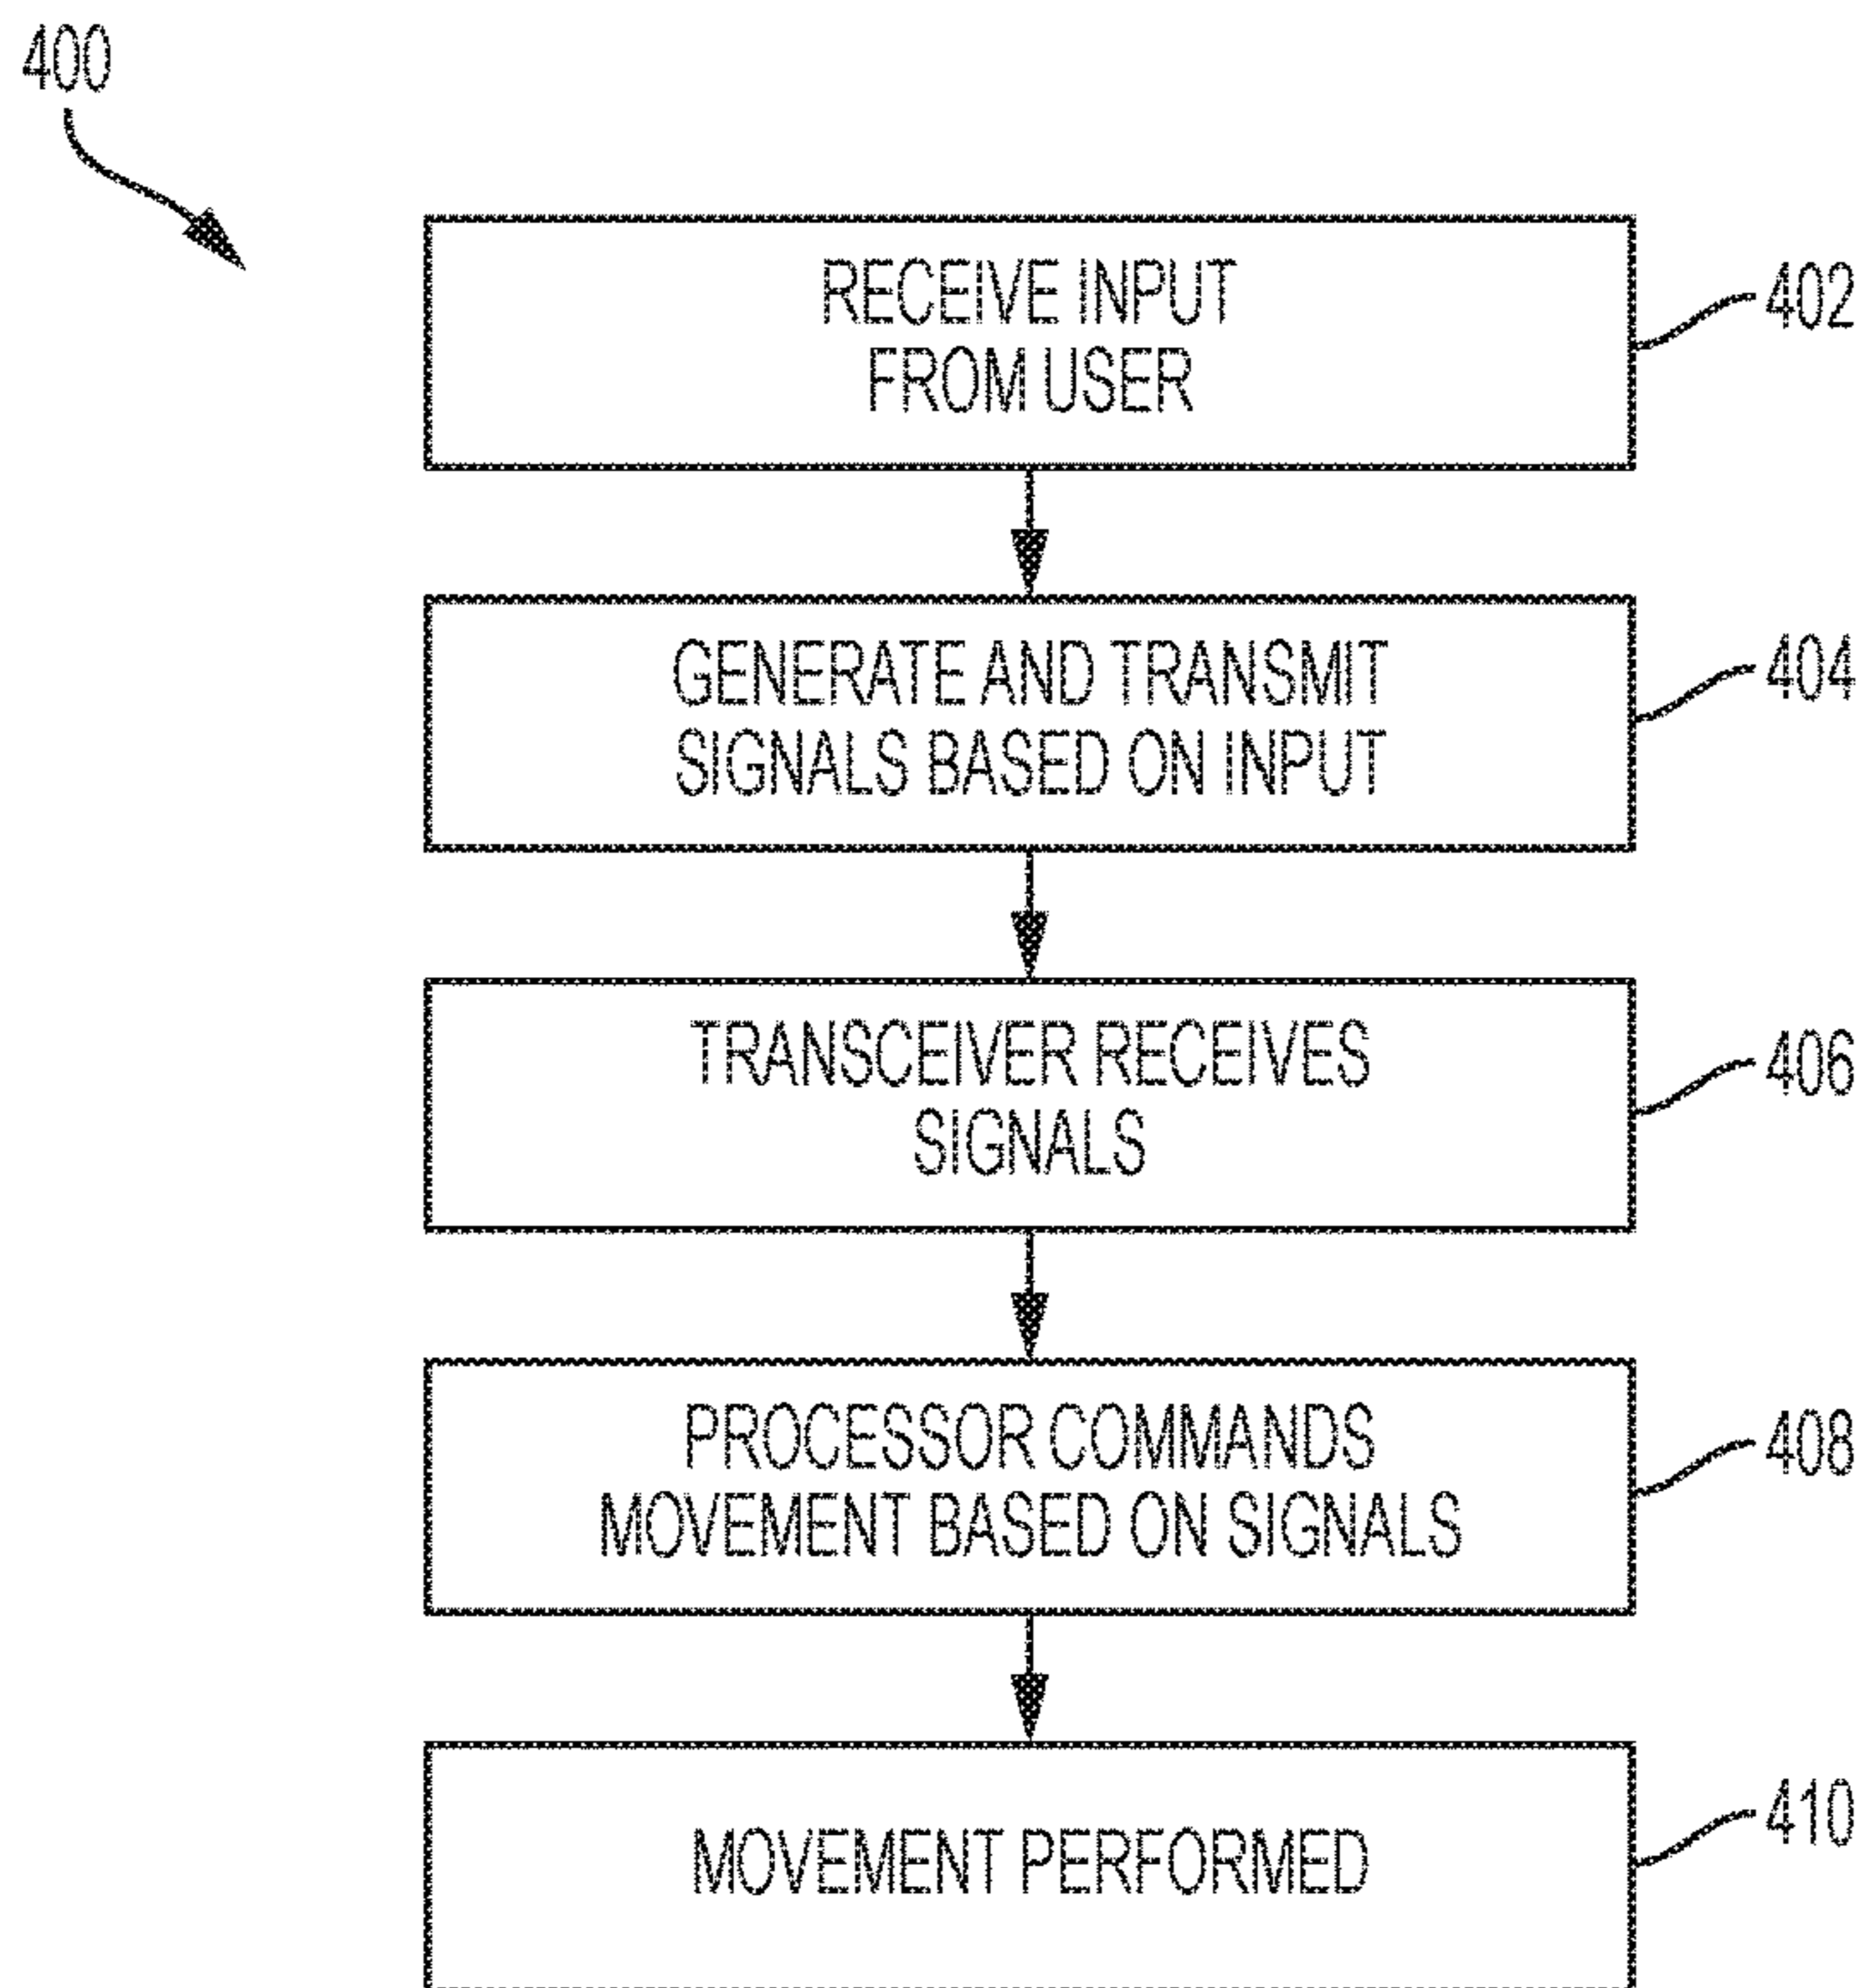 400
RECEIVE INPUT
FROM USER
402
GENERATE AND TRANSMIT
SIGNALS BASED ON INPUT
404
TRANSCEIVER RECEIVES
SIGNALS
406
PROCESSOR COMMANDS
MOVEMENT BASED ON SIGNALS
408
MOVEMENT PERFORMED
410